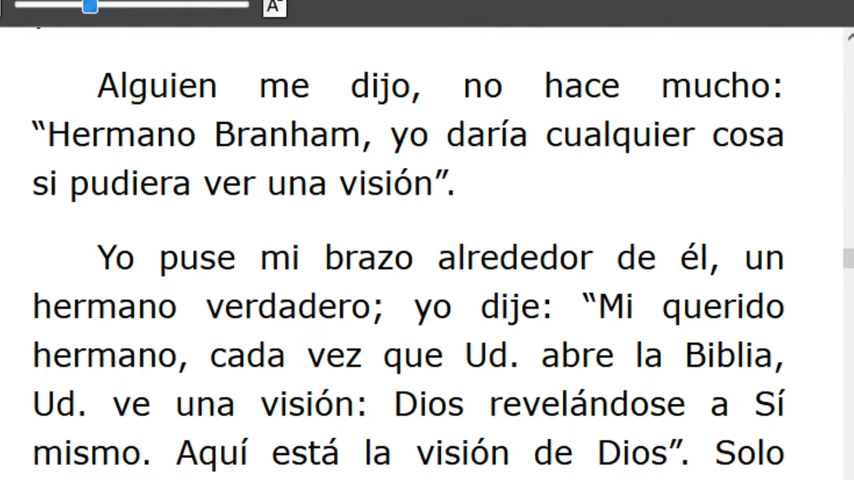 A
Alguien me dijo, no hace mucho:
“Hermano Branham, yo daría cualquier cosa
si pudiera ver una visión”.
Yo puse mi brazo alrededor de él, un
hermano verdadero; yo dije: “Mi querido
hermano, cada vez que Ud. abre la Biblia,
Ud. ve una visión: Dios revelándose a Sí
mismo. Aquí está la visión de Dios”. Solo